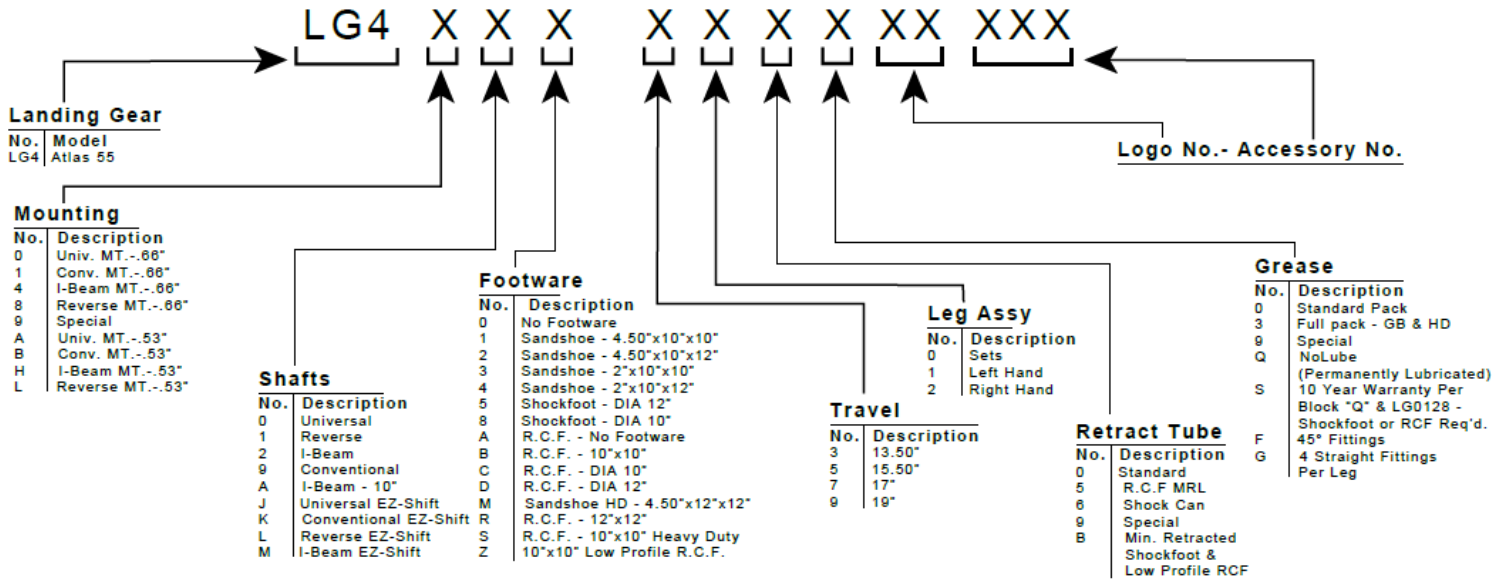 LG4 X X X X X X X XX XXX
Landing Gear
No. Model
LG4 Atlas 55
Logo No.- Accessory No.
Mounting
No. Description
0 Univ. MT.-.66"
1 Conv. MT.-.66"
4 I-Beam MT.-.66"
8 Reverse MT.-.66"
9 Special
A Univ. MT.-.53"
B Conv. MT.-.53"
H I-Beam MT.-.53"
L Reverse MT.-.53"
Shafts
No. Description
0 Universal
1 Reverse
2 I-Beam
9 Conventional
A I-Beam - 10"
J Universal EZ-Shift
K Conventional EZ-Shift
L Reverse EZ-Shift
M I-Beam EZ-Shift
Footware
No. Description
0 No Footware
1 Sandshoe - 4.50"x10"x10"
2 Sandshoe - 4.50"x10"x12"
3 Sandshoe - 2"x10"x10"
4 Sandshoe - 2"x10"x12"
5 Shockfoot - DIA 12"
8 Shockfoot - DIA 10"
A R.C.F. - No Footware
B R.C.F. - 10"x10"
C R.C.F. - DIA 10"
D R.C.F. - DIA 12"
M Sandshoe HD - 4.50"x12"x12"
R R.C.F. - 12"x12"
S R.C.F. - 10"x10" Heavy Duty
Z 10"x10" Low Profile R.C.F.
Travel
No. Description
3 13.50"
5 15.50"
7 17"
9 19"
Leg Assy
No. Description
0 Sets
1 Left Hand
2 Right Hand
Retract Tube
No. Description
0 Standard
5 R.C.F MRL
6 Shock Can
9 Special
B Min. Retracted
Shockfoot &
Low Profile RCF
Grease
No. Description
0 Standard Pack
3 Full pack - GB & HD
9 Special
Q NoLube
(Permanently Lubricated)
S 10 Year Warranty Per
Block "Q" & LG0128 -
Shockfoot or RCF Req'd.
F 45° Fittings
G 4 Straight Fittings
Per Leg